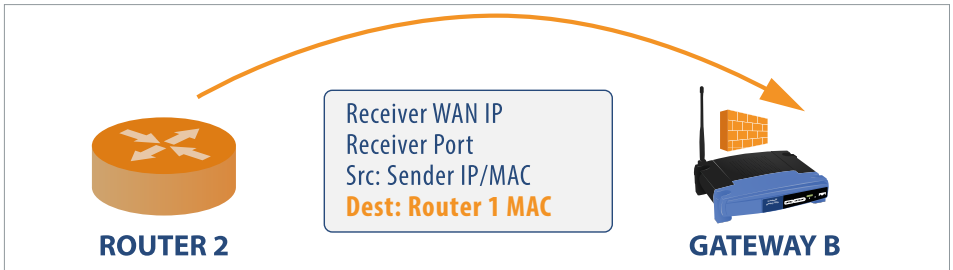 Receiver WAN IP
Receiver Port
Src: Sender IP/MAC
Dest: Router 1 MAC
ROUTER 2
GATEWAY B